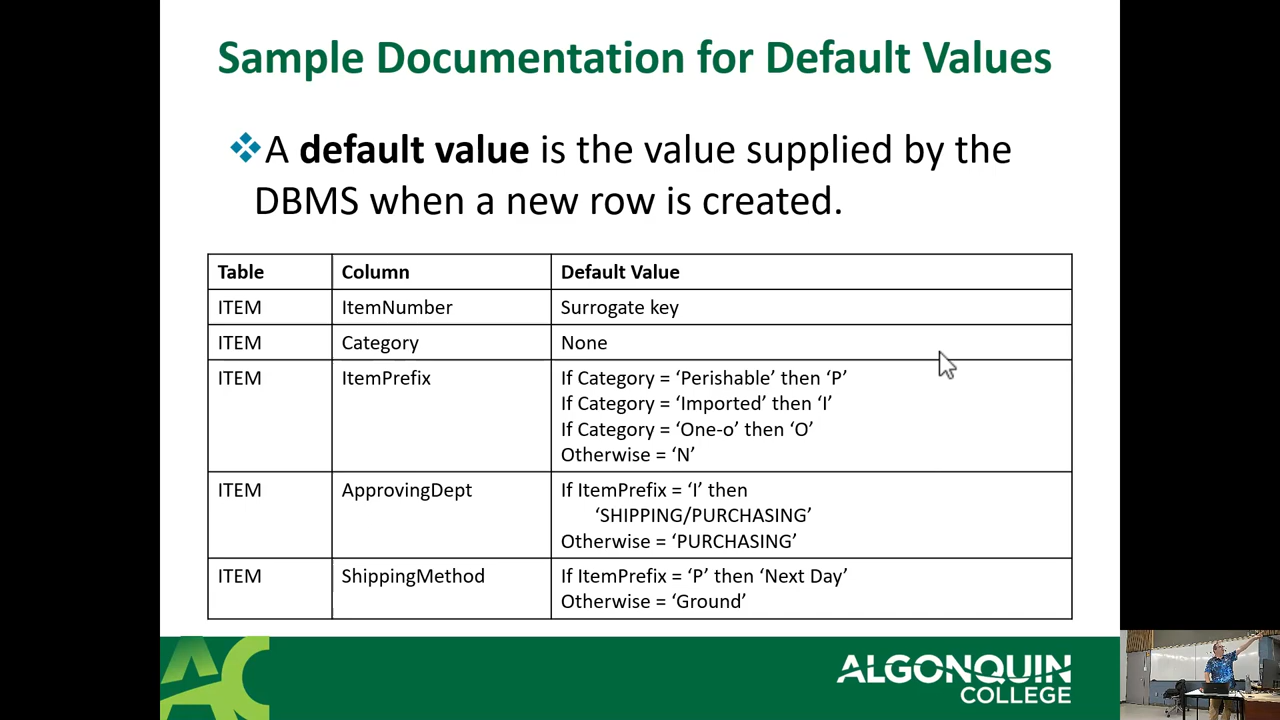 Sample Documentation for Default Values
❖A default value is the value supplied by the
DBMS when a new row is created.
Table Column Default Value
ITEM ItemNumber Surrogate key
ITEM Category None
ITEM ItemPrefix If Category = ‘Perishable’ then ‘P’
If Category = ‘Imported’ then ‘I’
If Category = ‘One-o’ then ‘O’
Otherwise = ‘N’
ITEM ApprovingDept If ItemPrefix = ‘I’ then
‘SHIPPING/PURCHASING’
Otherwise = ‘PURCHASING’
ITEM ShippingMethod If ItemPrefix = ‘P’ then ‘Next Day’
Otherwise = ‘Ground’
AC
ALGONQUIN
COLLEGE